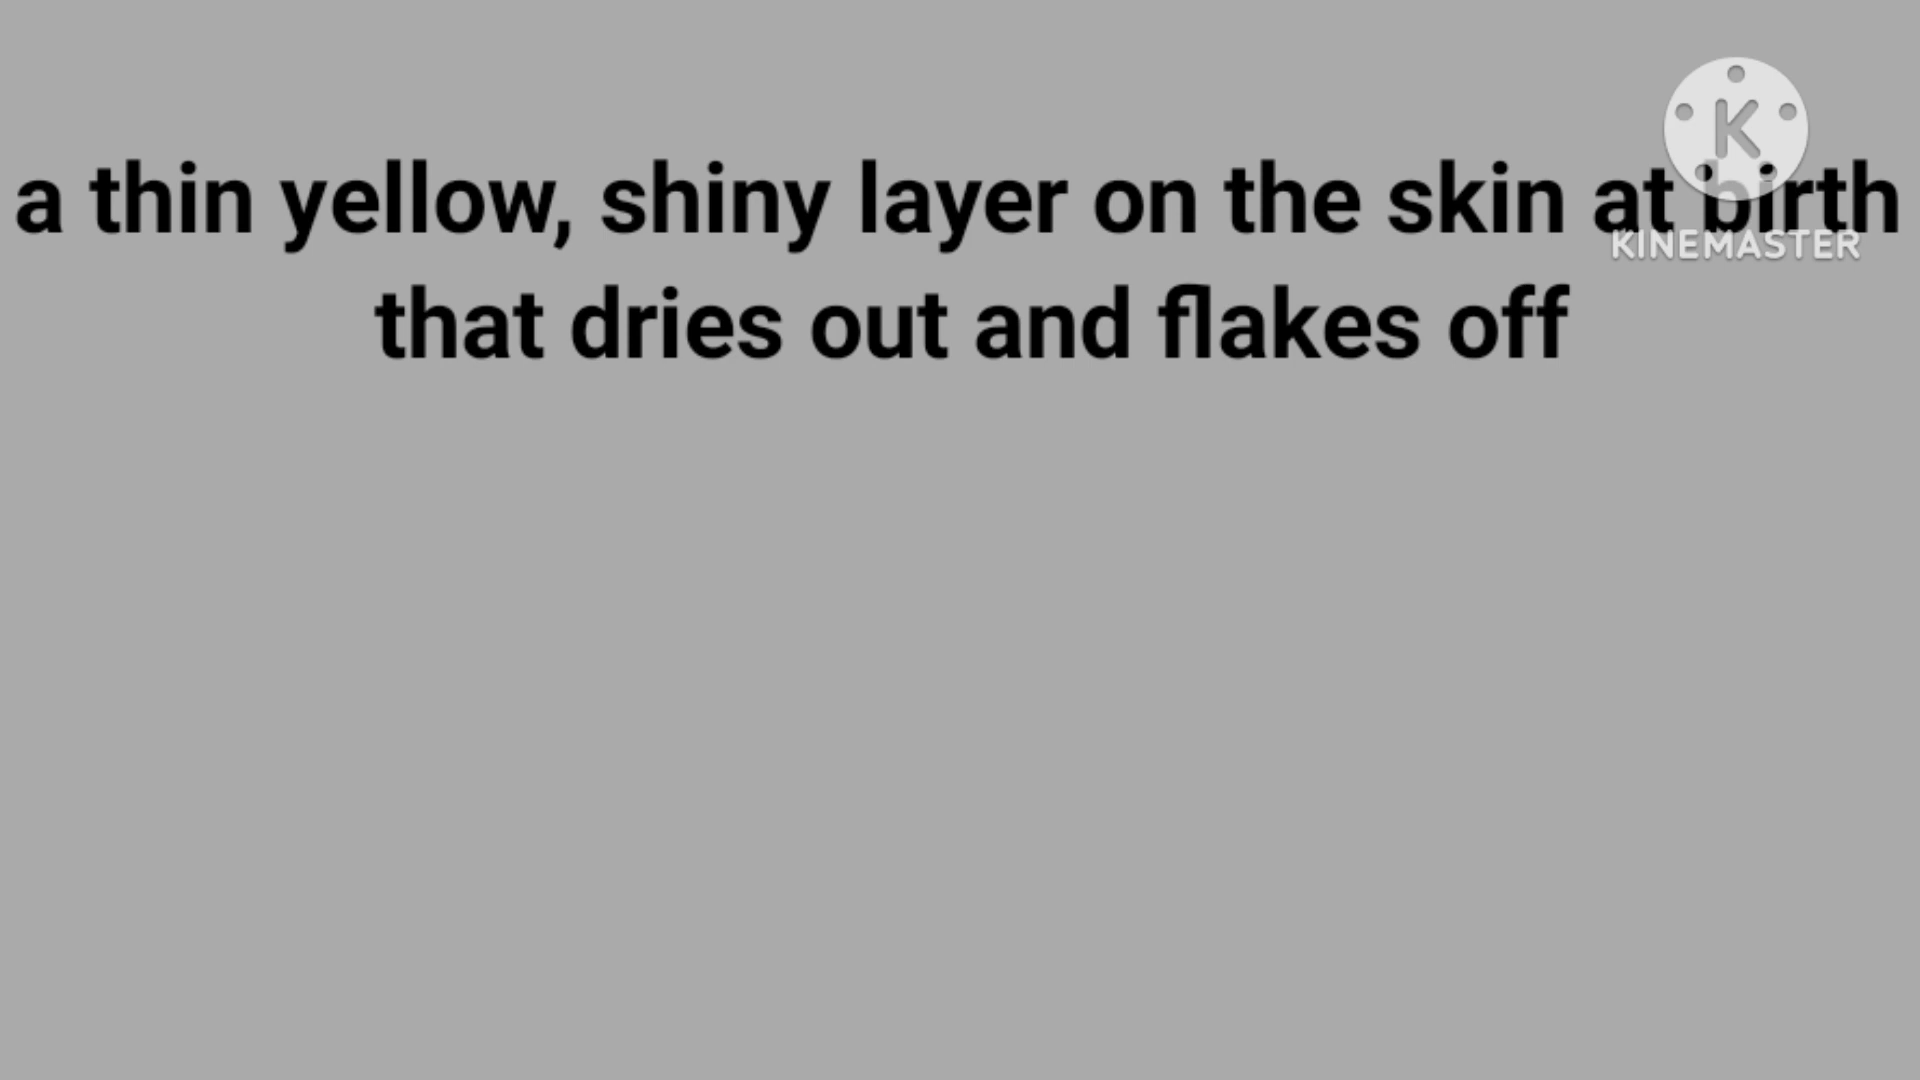 a thin yellow, shiny layer on the skin at birth
that dries out and flakes off
K
KINEMASTER